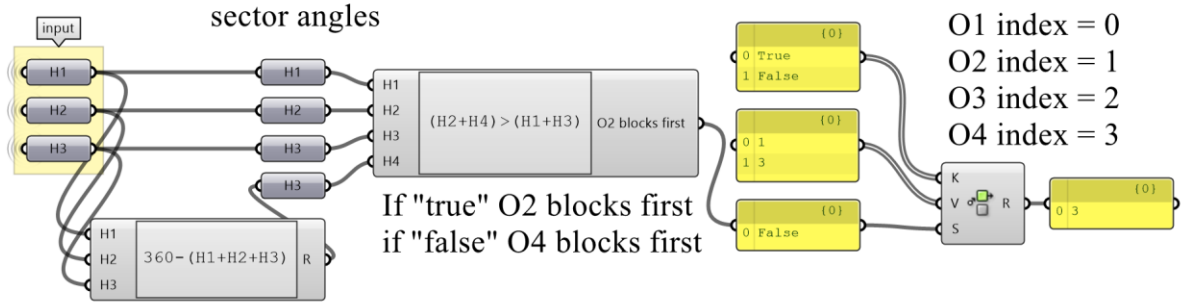 sector angles
input
H1
H2
H3
H1
H2
H3
H3
H1
H2
H3
H4
(H2+H4)>(H1+H3)
O2 blocks first
If "true" O2 blocks first
if "false" O4 blocks first
H1
H2
H3
360-(H1+H2+H3)
R
{0}
0 True
1 False
{0}
0 1
1 3
{0}
0 False
O1 index = 0
O2 index = 1
O3 index = 2
O4 index = 3
K
V
S
R
{0}
0 3